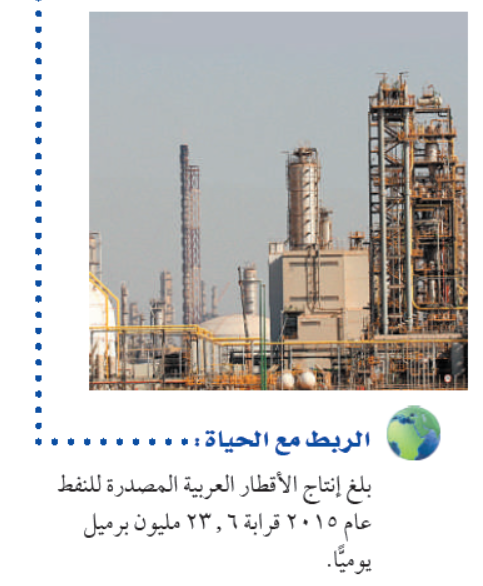 الربط مع الحياة:
بلغ إنتاج الأقطار العربية المصدرة للنفط
عام ٢٠١٥ قرابة ٢٣,٦ مليون برميل
يوميًّا.